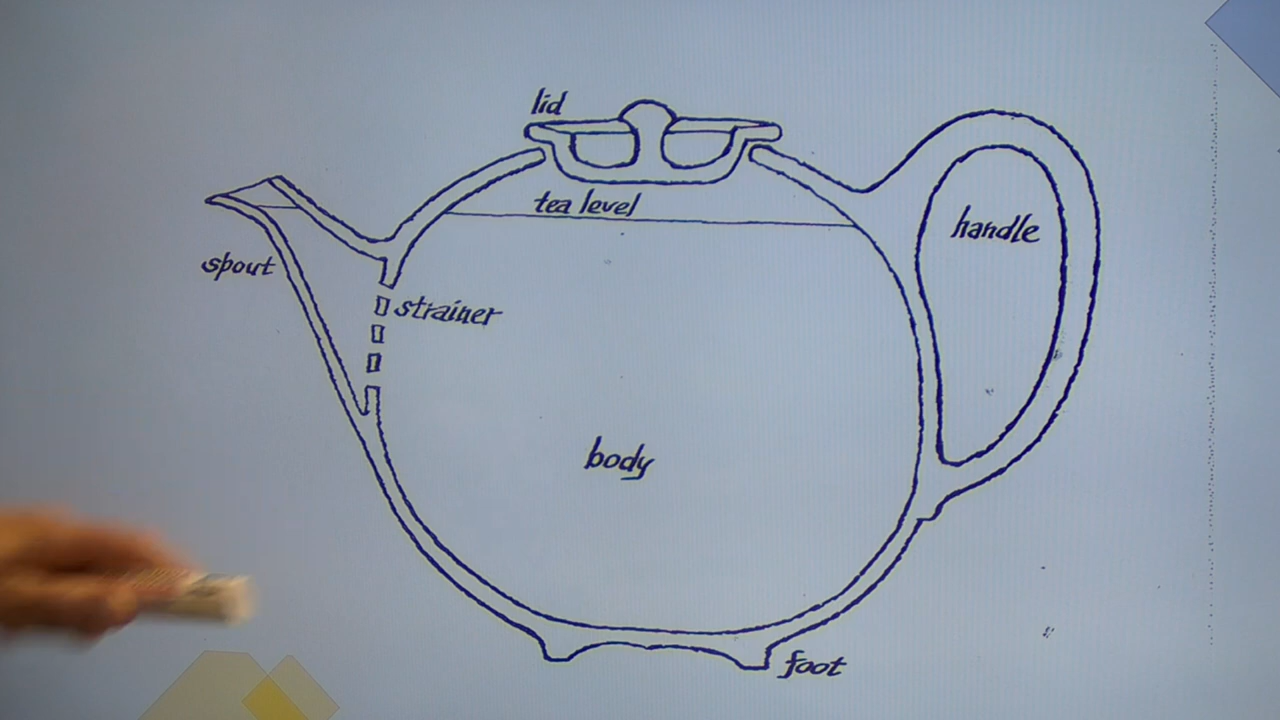 lid
tea level
handle
spout
strainer
body
foot